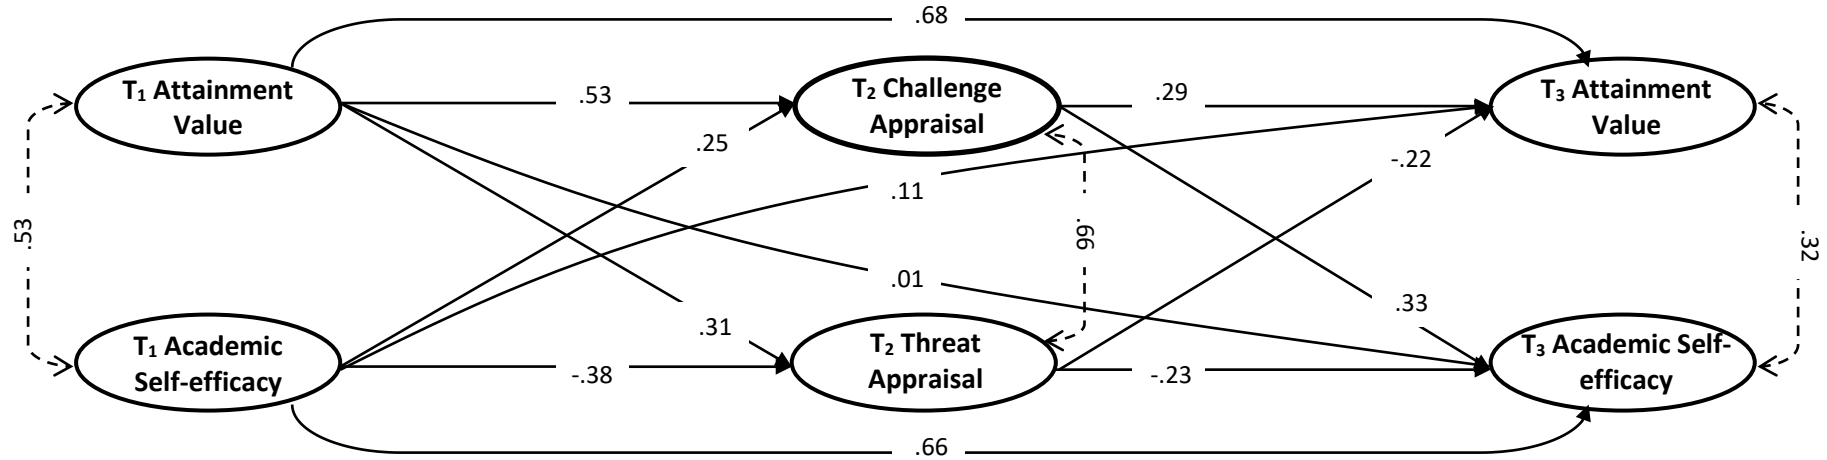 .68
T₁ Attainment
Value
.53
T₂ Challenge
Appraisal
.29
T₃ Attainment
Value
.25
-.22
.11
.53
.66
.32
.01
.33
.31
T₁ Academic
Self-efficacy
-.38
T₂ Threat
Appraisal
-.23
T₃ Academic Self-
efficacy
.66